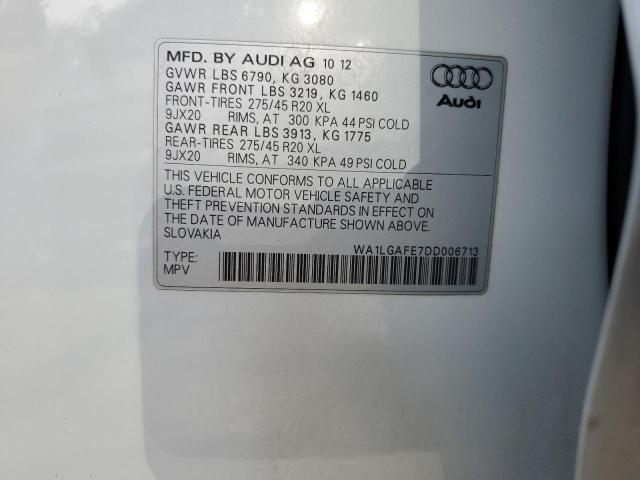 MFD. BY AUDI AG 10 12
GVWR LBS 6790, KG 3080
GAWR FRONT LBS 3219, KG 1460
FRONT-TIRES 275/45 R20 XL
9JX20 RIMS, AT 300 KPA 44 PSI COLD
GAWR REAR LBS 3913, KG 1775
REAR-TIRES 275/45 R20 XL
9JX20 RIMS, AT 340 KPA 49 PSI COLD
Audi
THIS VEHICLE CONFORMS TO ALL APPLICABLE
U.S. FEDERAL MOTOR VEHICLE SAFETY AND
THEFT PREVENTION STANDARDS IN EFFECT ON
THE DATE OF MANUFACTURE SHOWN ABOVE.
SLOVAKIA
WA1LGAFE7DD006713
TYPE:
MPV